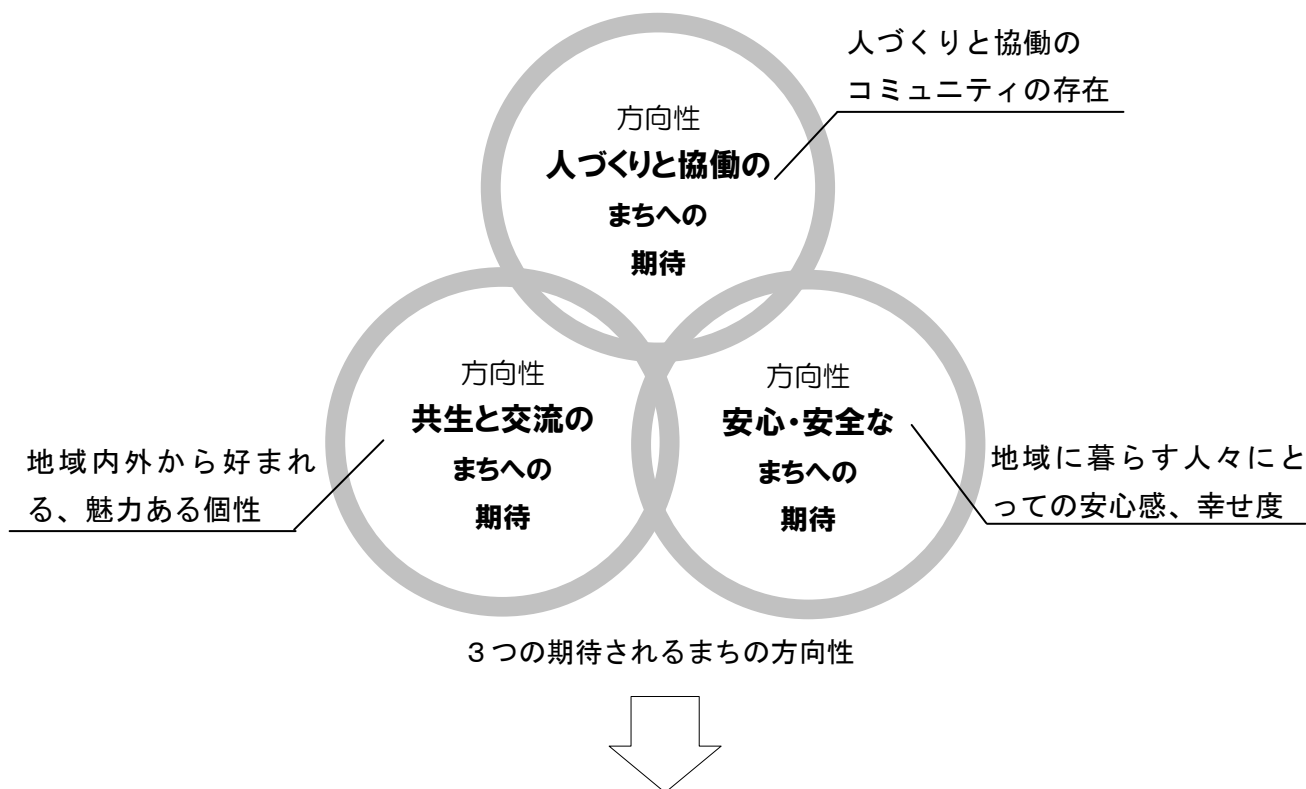 人づくりと協働の
コミュニティの存在
方向性
人づくりと協働の
まちへの
期待
方向性
共生と交流の
まちへの
期待
方向性
安心・安全な
まちへの
期待
地域内外から好まれ
る、魅力ある個性
地域に暮らす人々にと
っての安心感、幸せ度
３つの期待されるまちの方向性